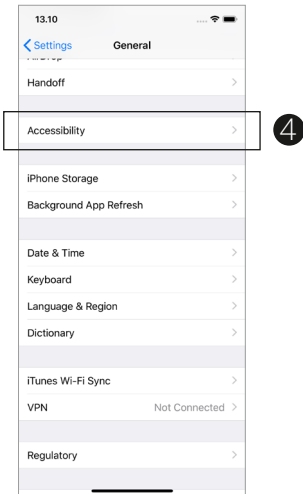 13.10
Settings General
AirDrop
Handoff
Accessibility
4
iPhone Storage
Background App Refresh
Date & Time
Keyboard
Language & Region
Dictionary
iTunes Wi-Fi Sync
VPN Not Connected
Regulatory